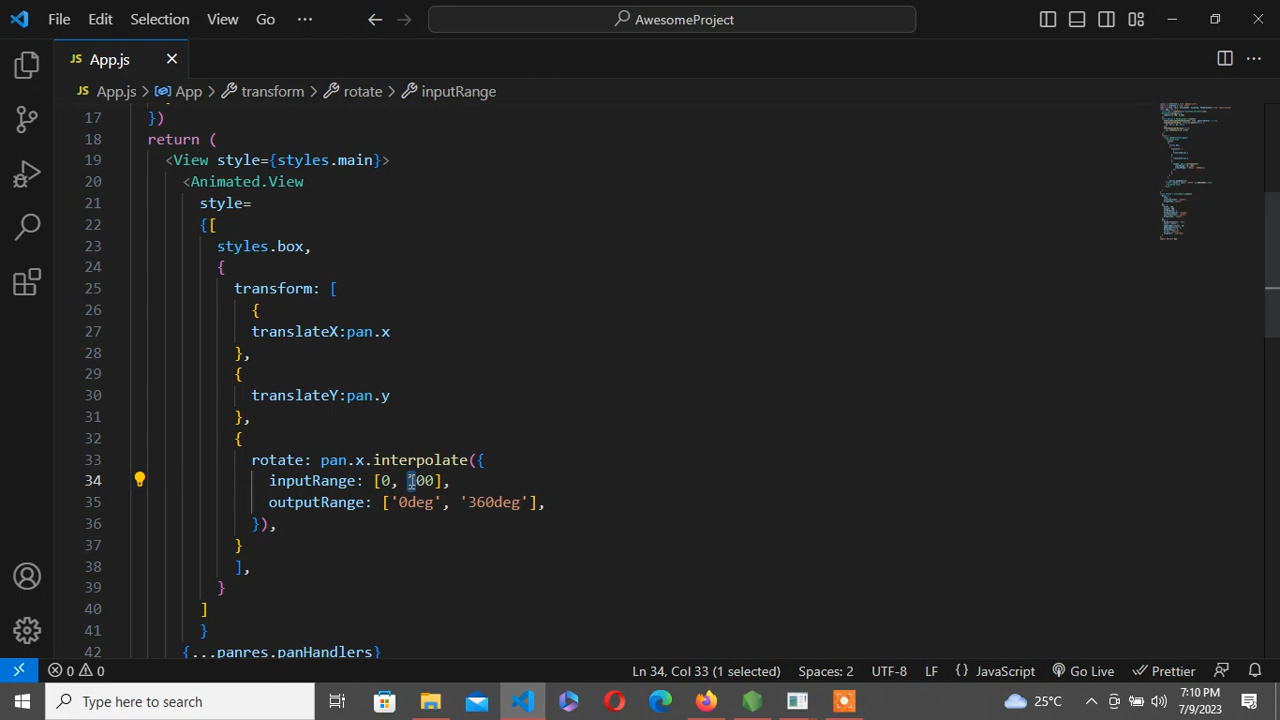 File Edit Selection View Go ··· AwesomeProject
JS App.js
JS App.js > App > transform > rotate > inputRange
17 })
18 return (
19 <View style={styles.main}>
20 <Animated.View
21 style=
22 {[
23 styles.box,
24 {
25 transform: [
26 {
27 translateX:pan.x
28 },
29 {
30 translateY:pan.y
31 },
32 {
33 rotate: pan.x.interpolate({
34 inputRange: [0, 00],
35 outputRange: ['0deg', '360deg'],
36 }),
37 }
38 ],
39 }
40 ]
41 }
42 {...panres.panHandlers}
0 0 Ln 34, Col 33 (1 selected) Spaces: 2 UTF-8 LF {} JavaScript Go Live Prettier
Type here to search 25°C 7:10 PM
7/9/2023